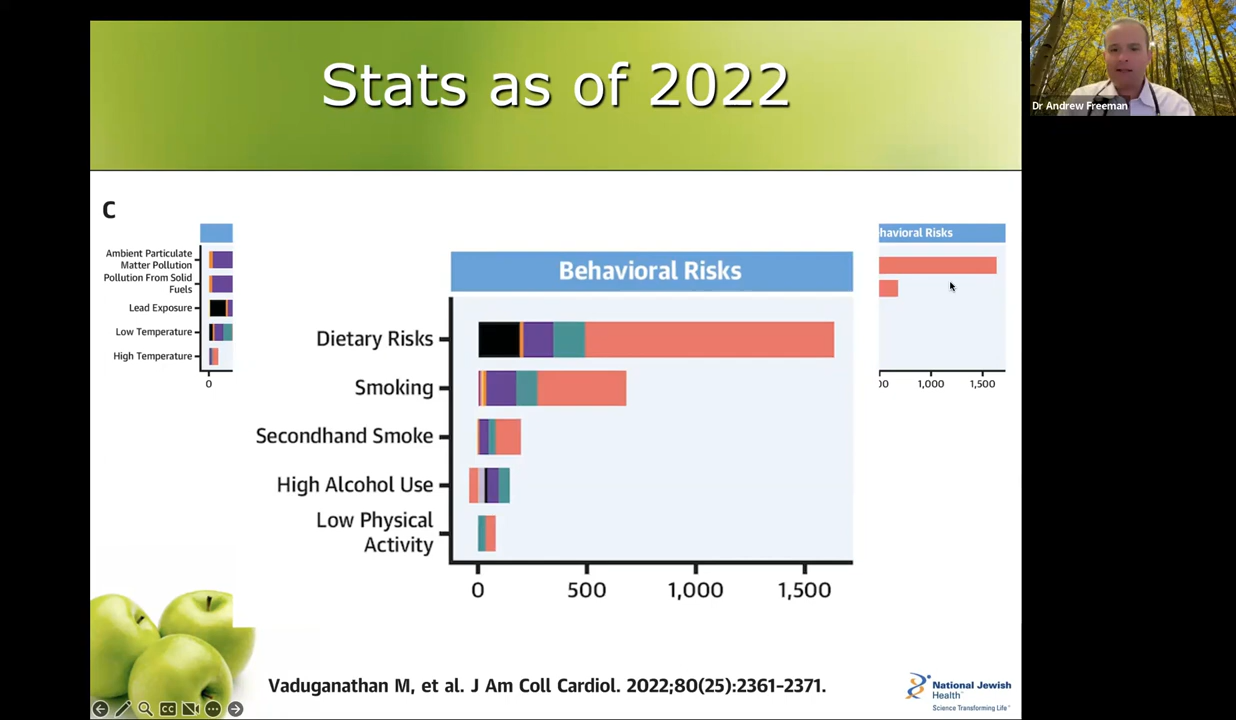 Stats as of 2022
Dr Andrew Freeman
C
Ambient Particulate
Matter Pollution
Pollution From Solid
Fuels
Lead Exposure
Low Temperature
High Temperature
0
Behavioral Risks
Dietary Risks
Smoking
Secondhand Smoke
High Alcohol Use
Low Physical
Activity
0 500 1,000 1,500
havioral Risks
00 1,000 1,500
Vaduganathan M, et al. J Am Coll Cardiol. 2022;80(25):2361–2371.
National Jewish
Health
Science Transforming Life
CC